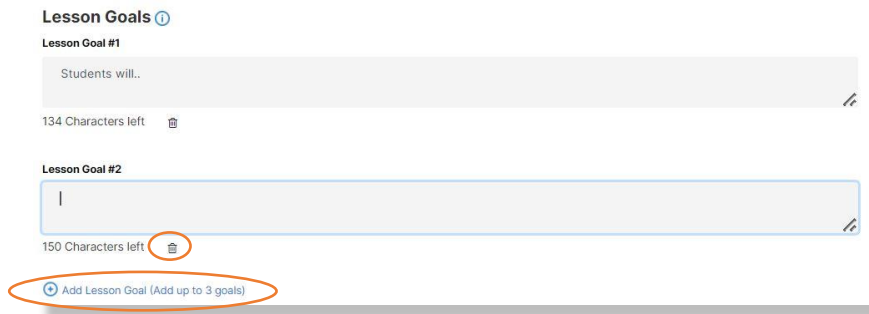 Lesson Goals
Lesson Goal #1
Students will..
134 Characters left
Lesson Goal #2
150 Characters left
Add Lesson Goal (Add up to 3 goals)